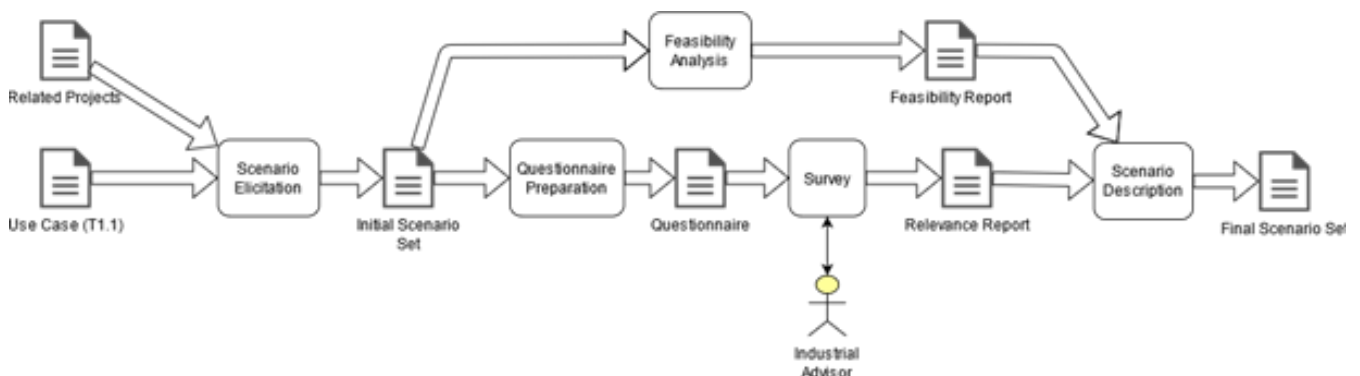 Feasibility
Analysis
Related Projects
Feasibility Report
Scenario
Elicitation
Questionnaire
Preparation
Survey
Scenario
Description
Use Case (T1.1)
Initial Scenario
Set
Questionnaire
Relevance Report
Final Scenario Set
Industrial
Advisor